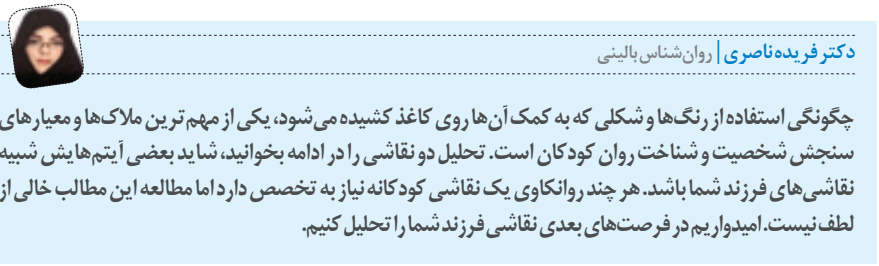 دکتر فریده ناصری | روان‌شناس بالینی
چگونگی استفاده از رنگ‌ها و شکلی که به کمک آن‌ها روی کاغذ کشیده می‌شود، یکی از مهم‌ترین ملاک‌ها و معیارهای
سنجش شخصیت و شناخت روان کودکان است. تحلیل دو نقاشی را در ادامه بخوانید، شاید بعضی آیتم‌هایش شبیه
نقاشی‌های فرزند شما باشد. هر چند روانکاوی یک نقاشی کودکانه نیاز به تخصص دارد اما مطالعه این مطالب خالی از
لطف نیست. امیدواریم در فرصت‌های بعدی نقاشی فرزند شما را تحلیل کنیم.